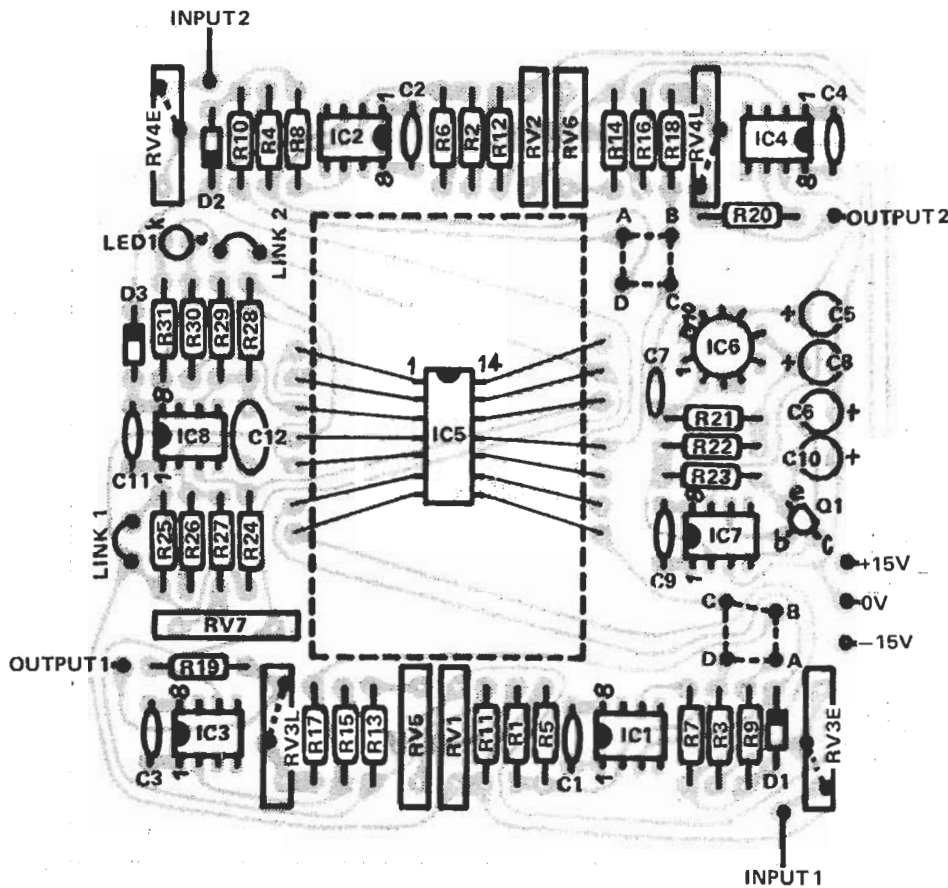 INPUT 2
RV4E
D2
R10
R4
R8
IC2
1
8
C2
R6
R2
R12
RV2
RV6
R14
R16
R18
RV4L
IC4
1
8
C4
R20
OUTPUT 2
LED1
k
a
LINK 2
A
B
D
C
D3
R31
R30
R29
R28
1
14
IC5
C7
10
1
IC6
+
C5
+
C8
C6
+
C10
+
8
IC8
1
C11
C12
R21
R22
R23
LINK 1
R25
R26
R27
R24
C9
8
IC7
1
e
Q1
b
c
+15V
0V
-15V
C
B
D
A
RV7
OUTPUT 1
R19
8
IC3
1
C3
RV3L
R17
R15
R13
RV5
RV1
R11
R1
R5
C1
8
IC1
1
R7
R3
R9
D1
RV3E
INPUT 1